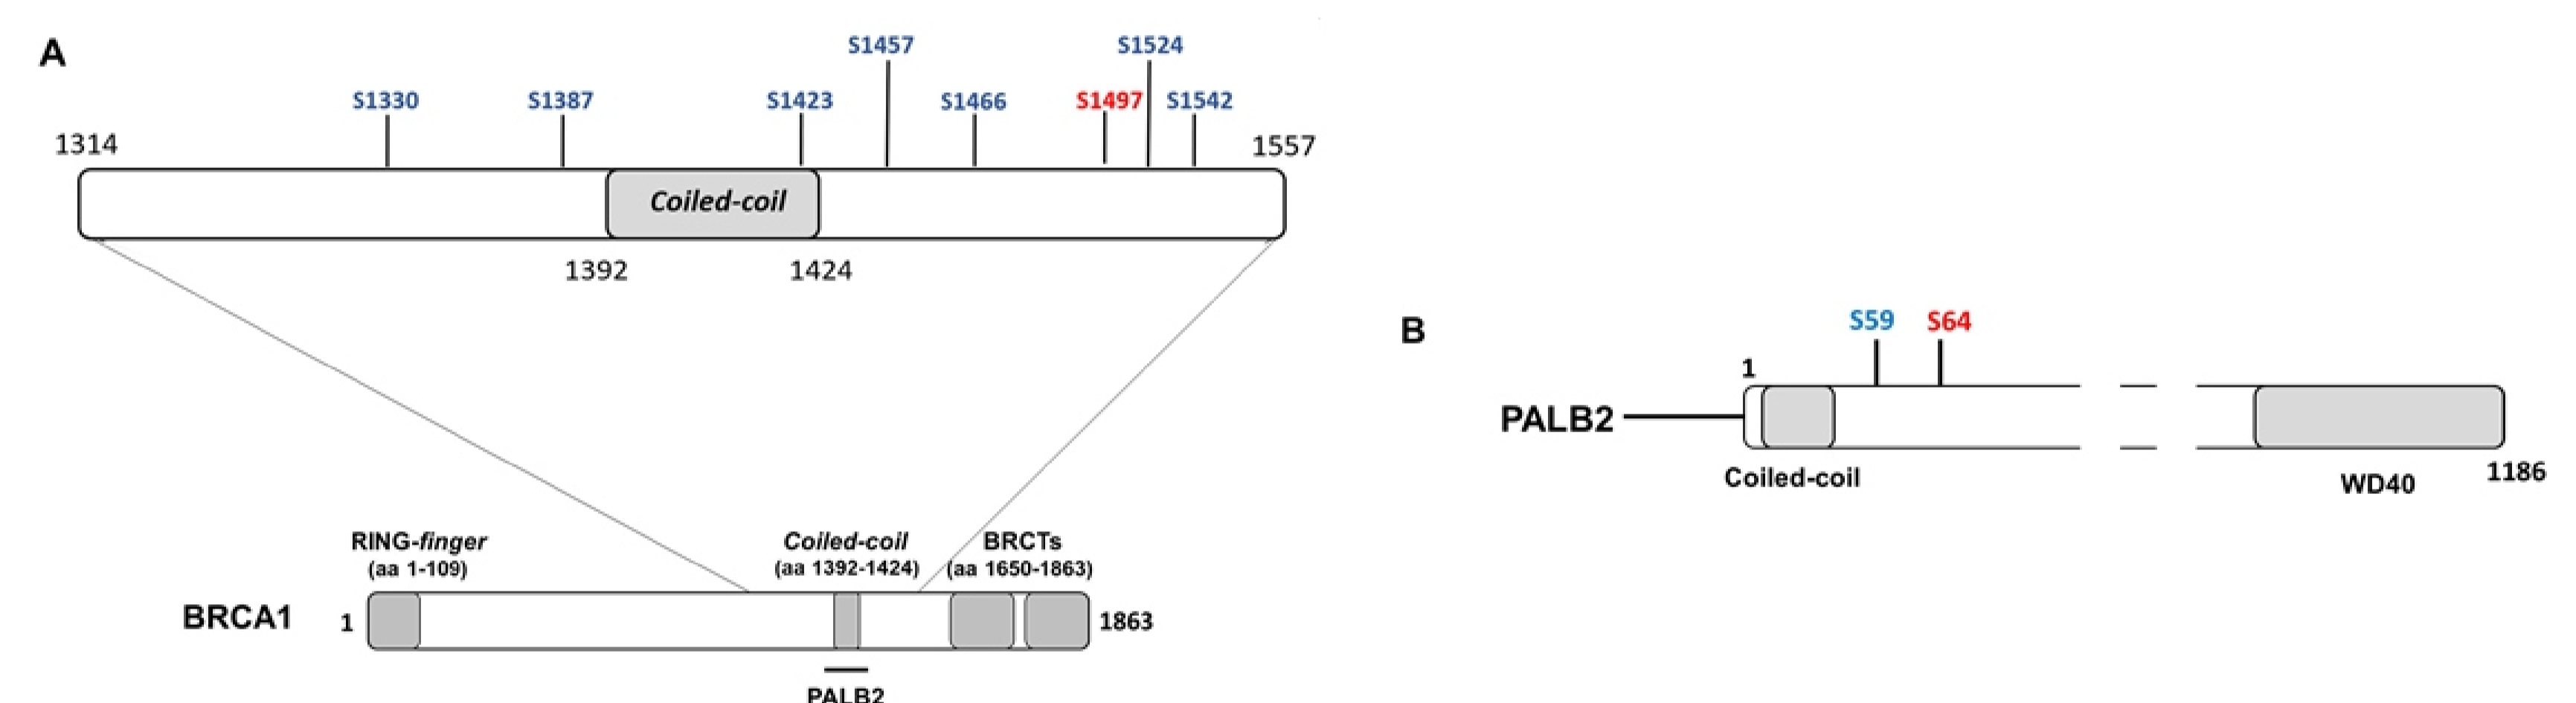 A
S1457
S1524
S1330
S1387
S1423
S1466
S1497
S1542
1314
1557
Coiled-coil
1392
1424
RING-finger
(aa 1-109)
Coiled-coil
(aa 1392-1424)
BRCTs
(aa 1650-1863)
BRCA1
1
1863
PALB2
B
S59
S64
1
PALB2
Coiled-coil
WD40
1186